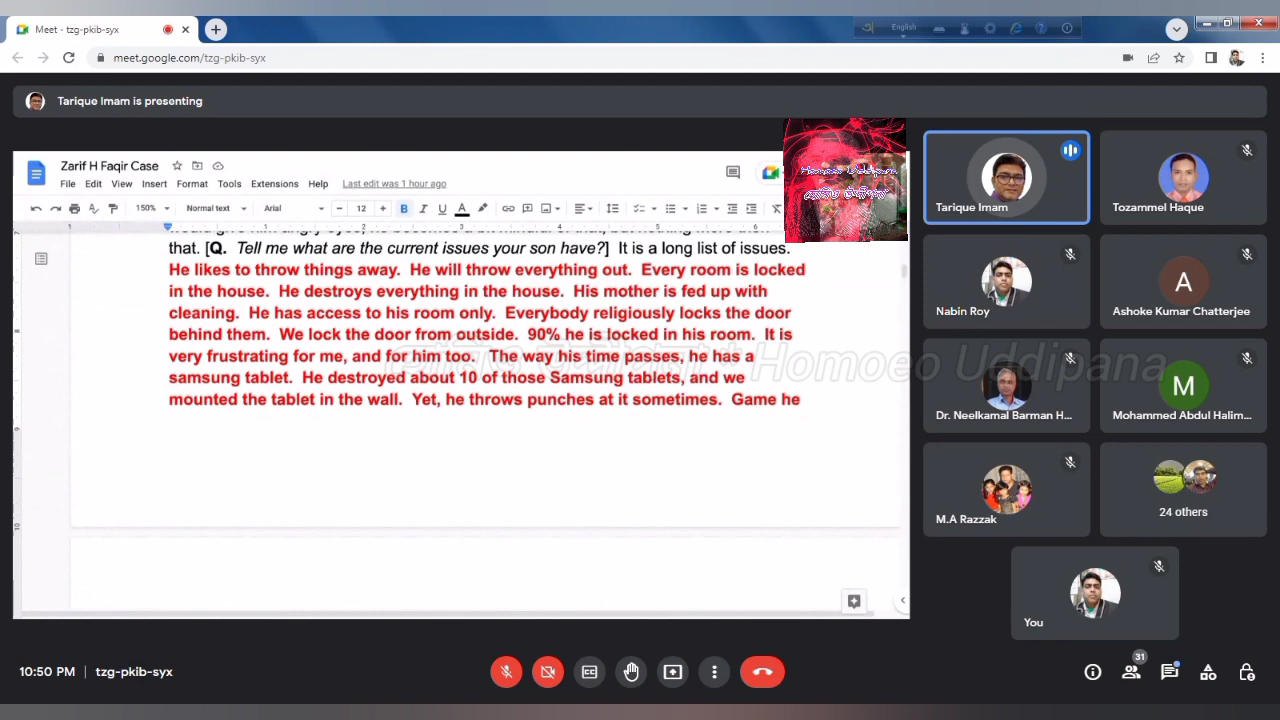 Meet - tzg-pkib-syx
English
meet.google.com/tzg-pkib-syx
Tarique Imam is presenting
Zarif H Faqir Case
File Edit View Insert Format Tools Extensions Help Last edit was 1 hour ago
150% Normal text Arial 12 B I U A
Homoeo Uddipana
that. [Q. Tell me what are the current issues your son have?] It is a long list of issues.
He likes to throw things away. He will throw everything out. Every room is locked
in the house. He destroys everything in the house. His mother is fed up with
cleaning. He has access to his room only. Everybody religiously locks the door
behind them. We lock the door from outside. 90% he is locked in his room. It is
very frustrating for me, and for him too. The way his time passes, he has a
samsung tablet. He destroyed about 10 of those Samsung tablets, and we
mounted the tablet in the wall. Yet, he throws punches at it sometimes. Game he
Homoeo Uddipana
Tarique Imam
Tozammel Haque
Nabin Roy
A
Ashoke Kumar Chatterjee
Dr. Neelkamal Barman H...
M
Mohammed Abdul Halim...
M.A Razzak
24 others
You
10:50 PM | tzg-pkib-syx
31